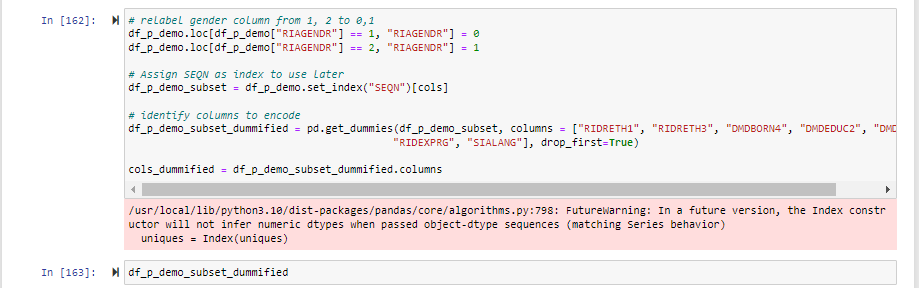 In [162]:
# relabel gender column from 1, 2 to 0,1
df_p_demo.loc[df_p_demo["RIAGENDR"] == 1, "RIAGENDR"] = 0
df_p_demo.loc[df_p_demo["RIAGENDR"] == 2, "RIAGENDR"] = 1
# Assign SEQN as index to use later
df_p_demo_subset = df_p_demo.set_index("SEQN")[cols]
# identify columns to encode
df_p_demo_subset_dummified = pd.get_dummies(df_p_demo_subset, columns = ["RIDRETH1", "RIDRETH3", "DMDBORN4", "DMDEDUC2", "DMD
"RIDEXPRG", "SIALANG"], drop_first=True)
cols_dummified = df_p_demo_subset_dummified.columns
/usr/local/lib/python3.10/dist-packages/pandas/core/algorithms.py:798: FutureWarning: In a future version, the Index constr
uctor will not infer numeric dtypes when passed object-dtype sequences (matching Series behavior)
uniques = Index(uniques)
In [163]:
df_p_demo_subset_dummified